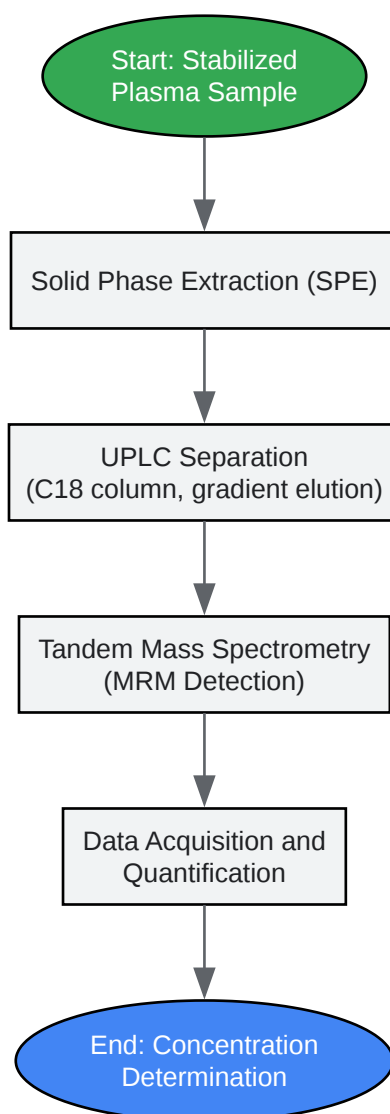 Start: Stabilized
Plasma Sample
Solid Phase Extraction (SPE)
UPLC Separation
(C18 column, gradient elution)
Tandem Mass Spectrometry
(MRM Detection)
Data Acquisition and
Quantification
End: Concentration
Determination